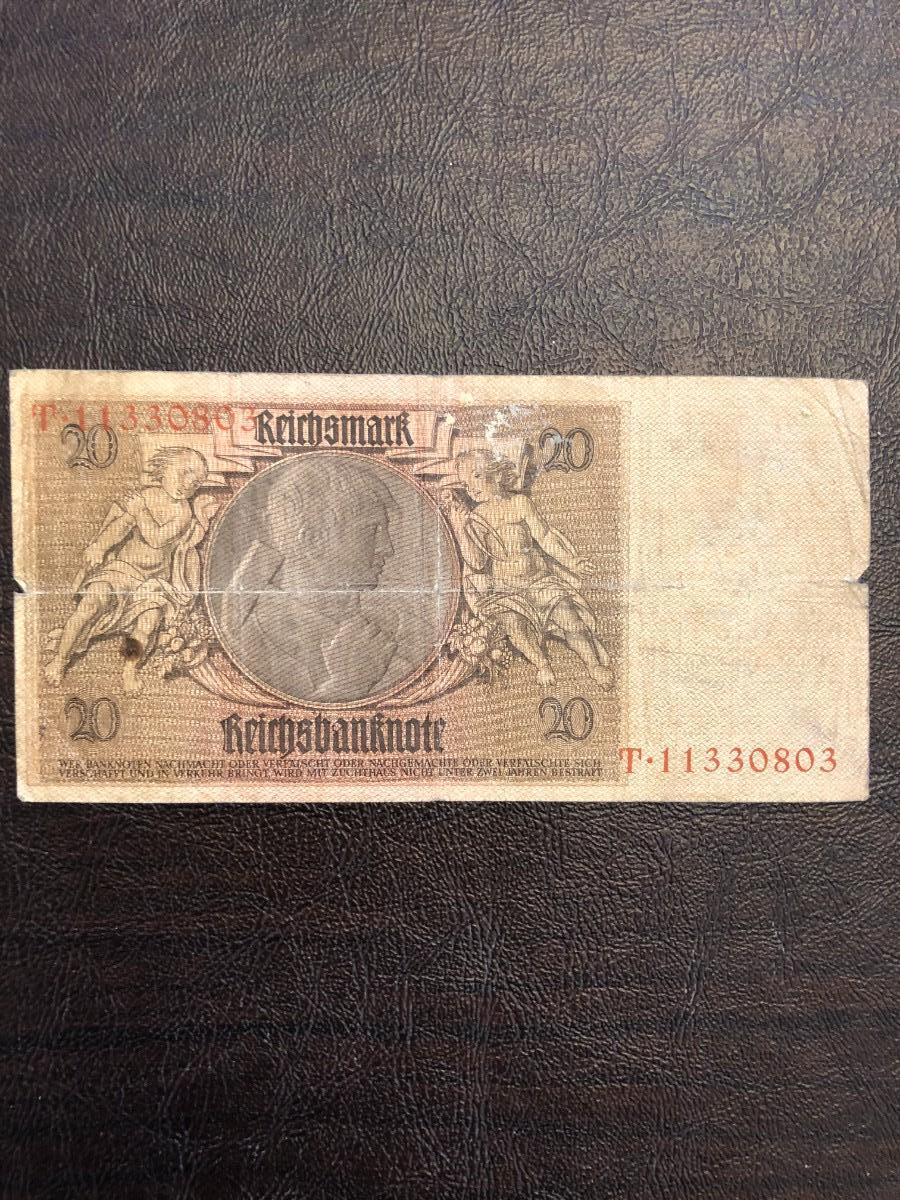 T·11330803
20 Reichsmark 20
20 Reichsbanknote 20
WER BANKNOTEN NACHMACHT ODER VERFÄLSCHT ODER NACHGEMACHTE ODER VERFÄLSCHTE SICH
VERSCHAFFT UND IN VERKEHR BRINGT, WIRD MIT ZUCHTHAUS NICHT UNTER ZWEI JAHREN BESTRAFT
T·11330803